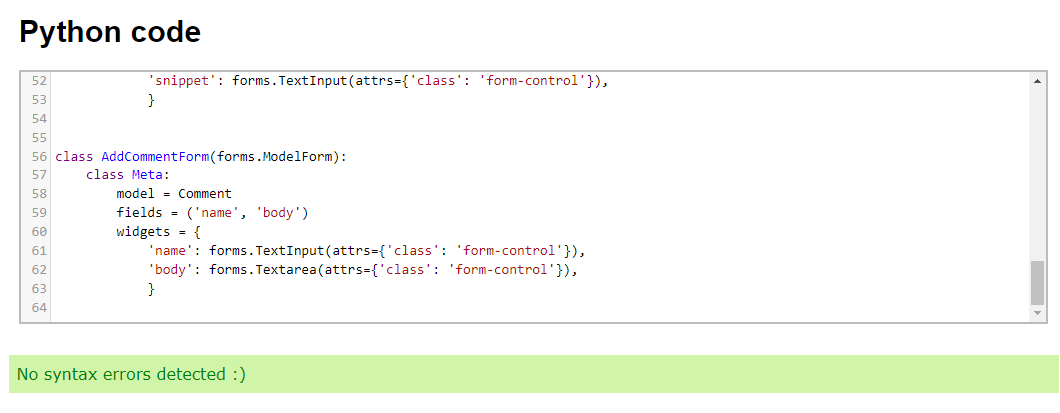 Python code
52 'snippet': forms.TextInput(attrs={'class': 'form-control'}),
53 }
54
55
56 class AddCommentForm(forms.ModelForm):
57 class Meta:
58 model = Comment
59 fields = ('name', 'body')
60 widgets = {
61 'name': forms.TextInput(attrs={'class': 'form-control'}),
62 'body': forms.Textarea(attrs={'class': 'form-control'}),
63 }
64
No syntax errors detected :)